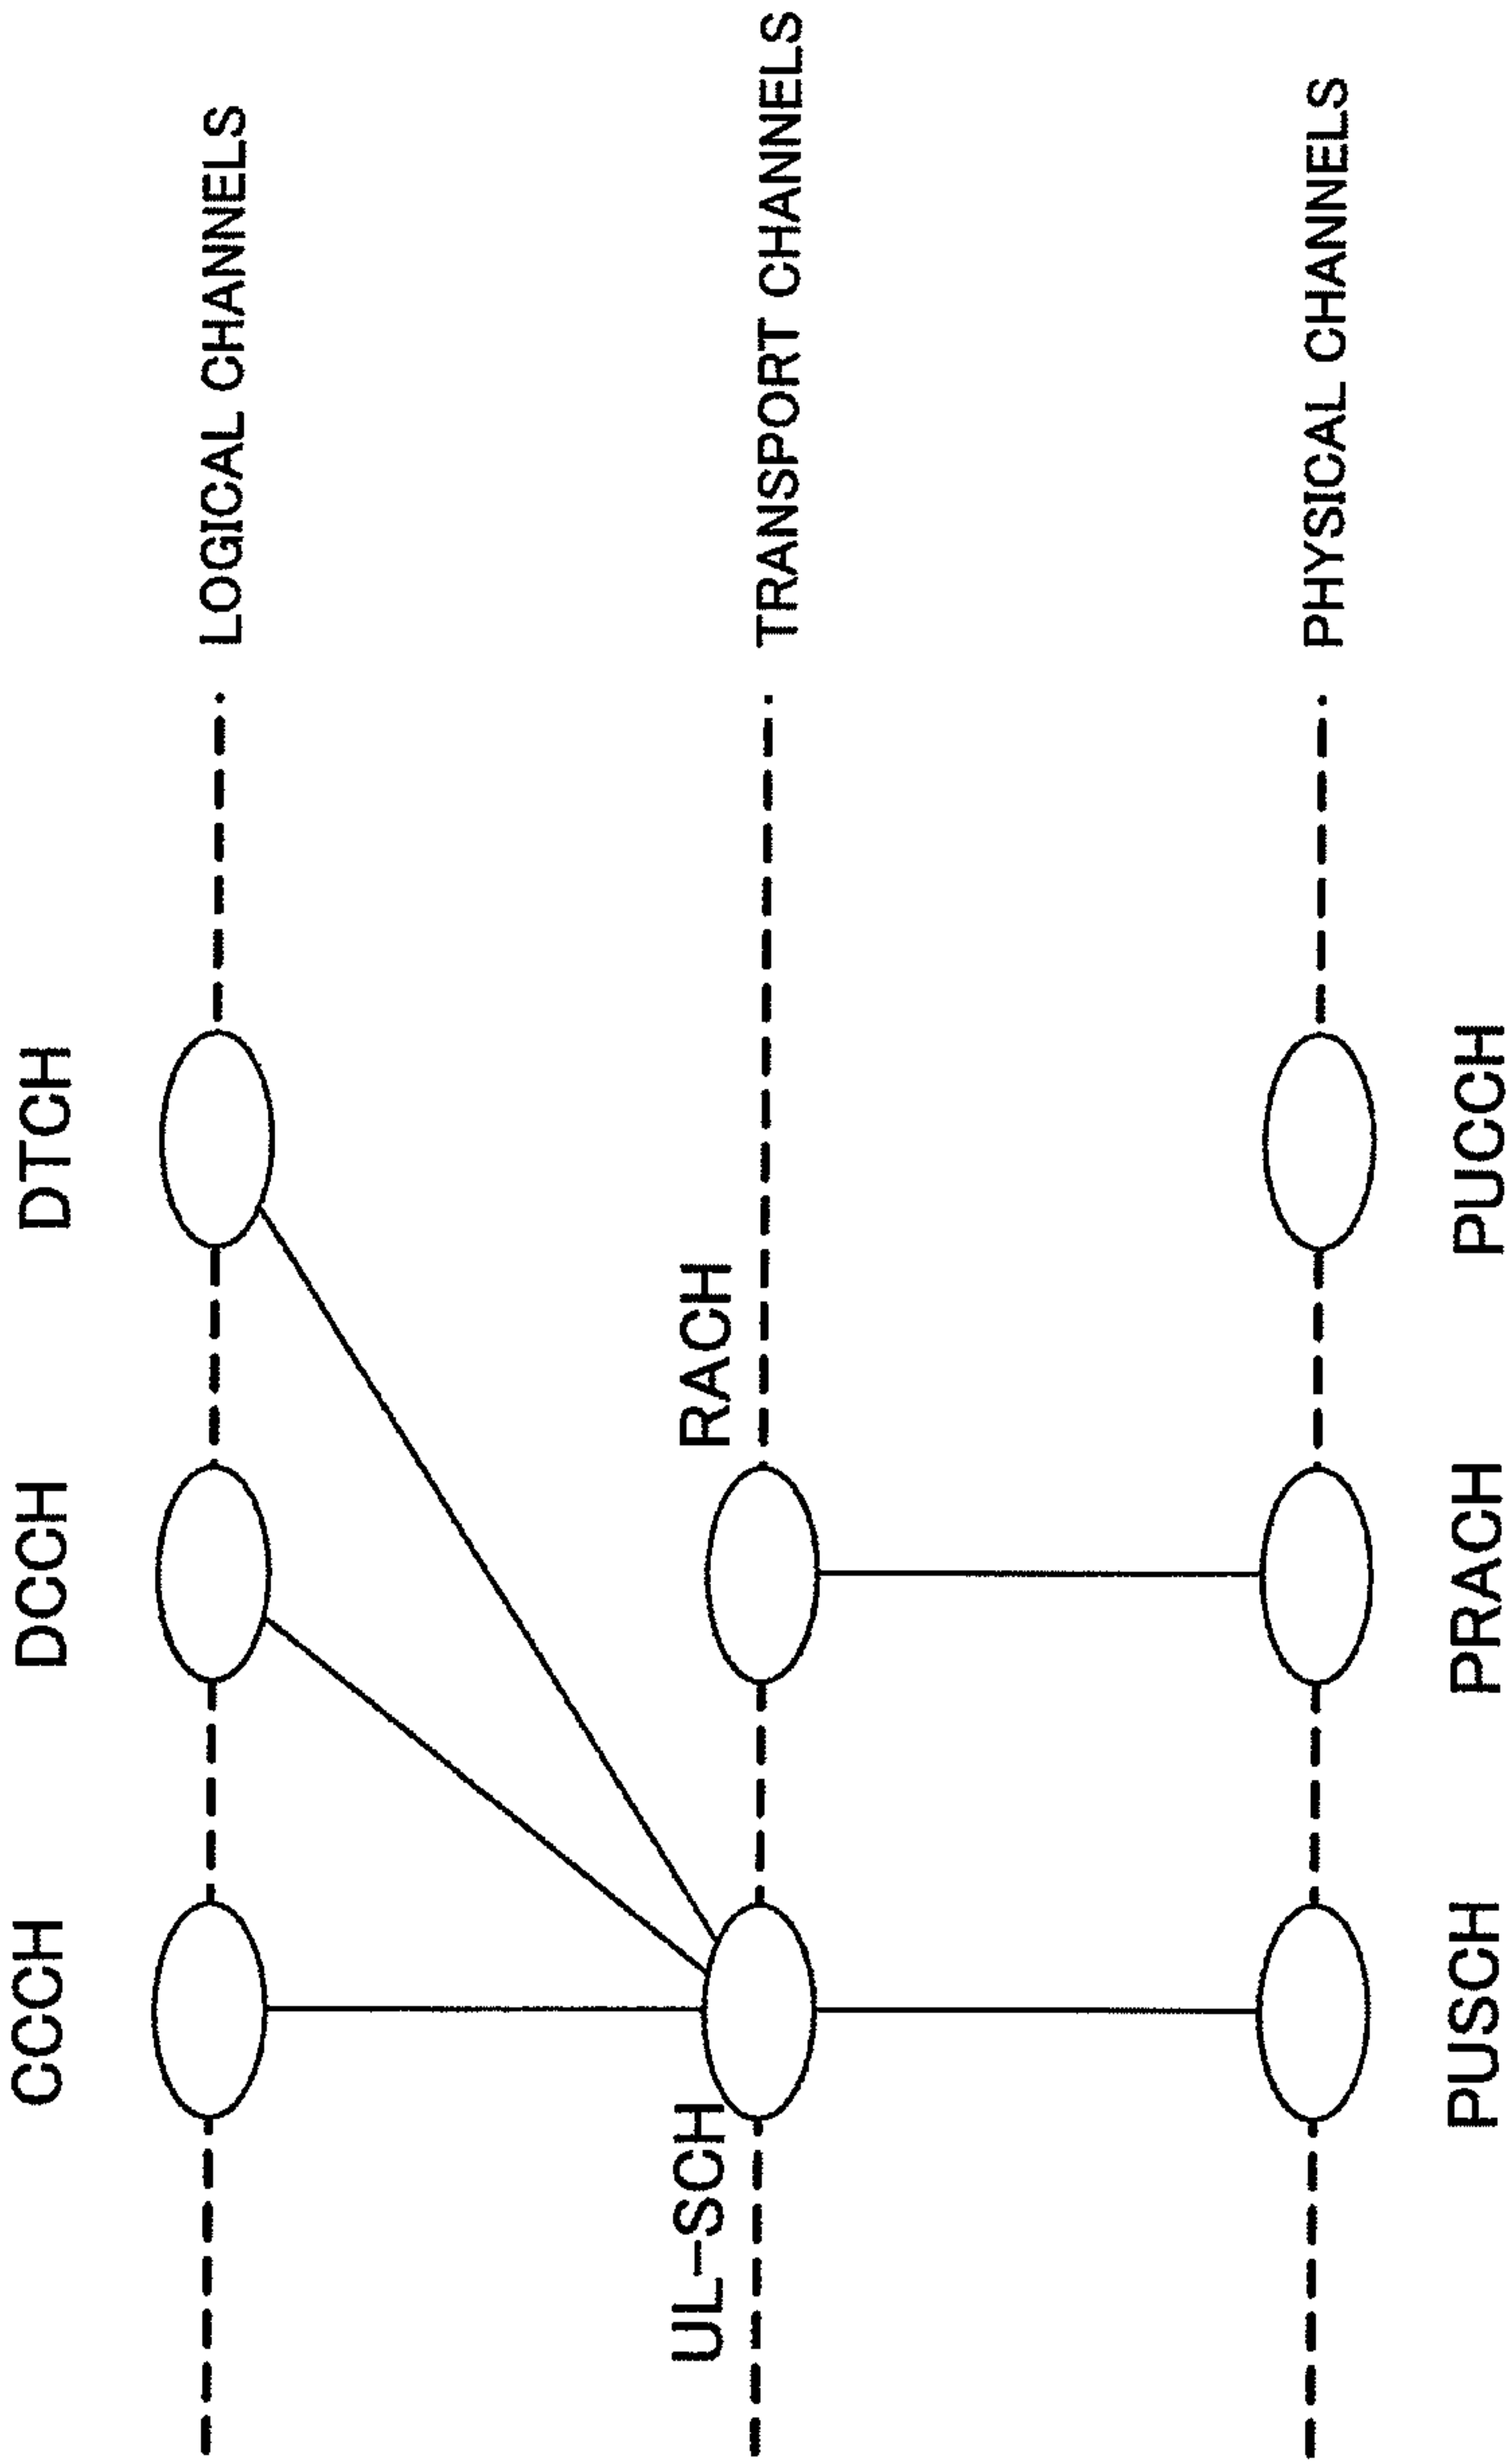 CCCH
DCCH
DTCH
LOGICAL CHANNELS
UL-SCH
RACH
TRANSPORT CHANNELS
PHYSICAL CHANNELS
PUSCH
PRACH
PUCCH